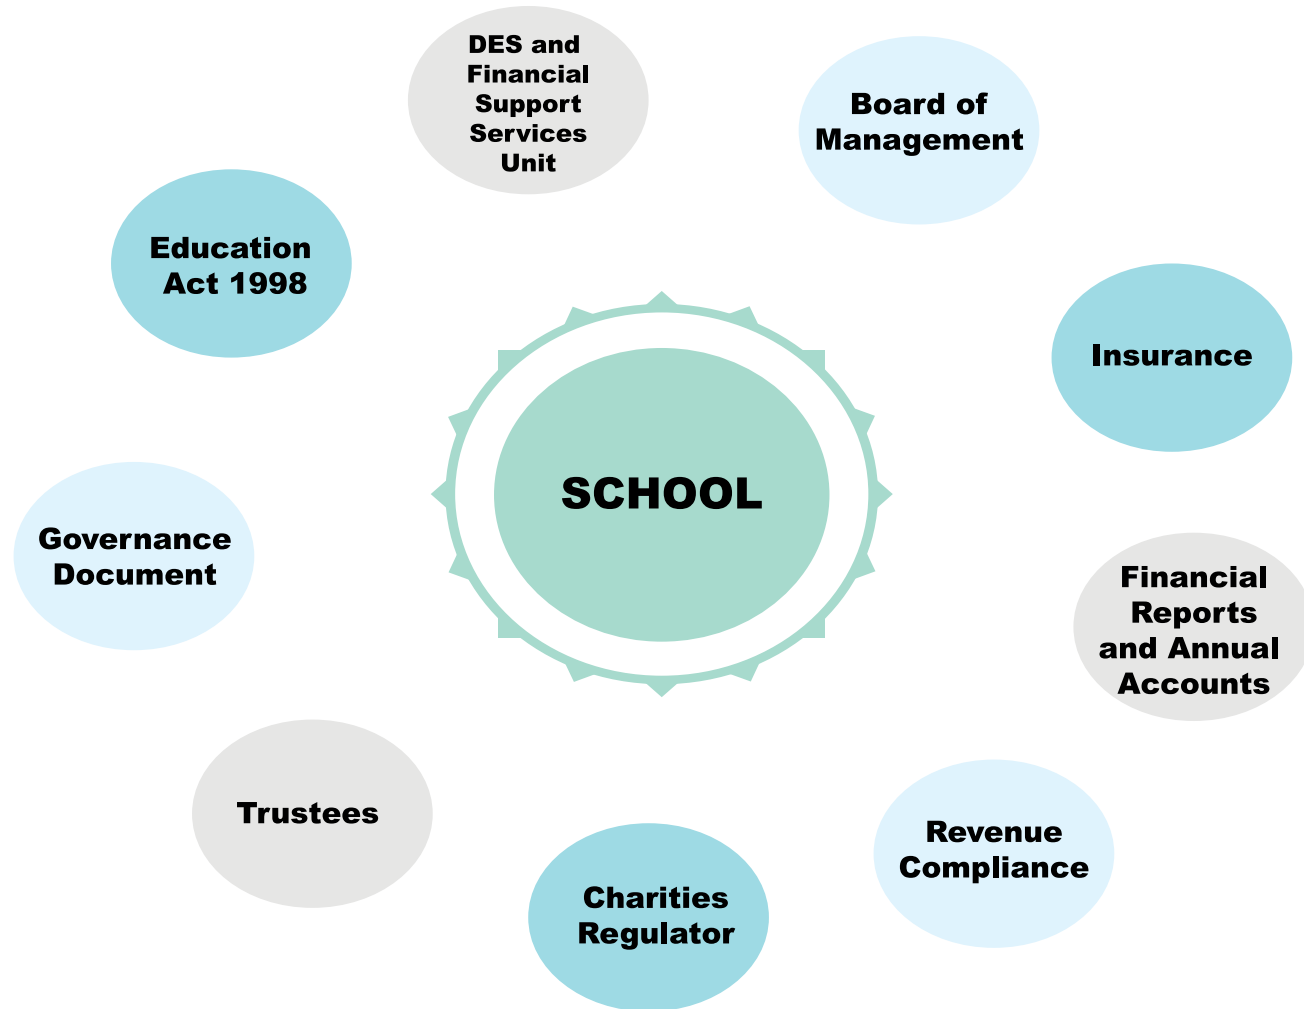 DES and
Financial
Support
Services
Unit
Board of
Management
Education
Act 1998
Insurance
SCHOOL
Governance
Document
Financial
Reports
and Annual
Accounts
Trustees
Revenue
Compliance
Charities
Regulator